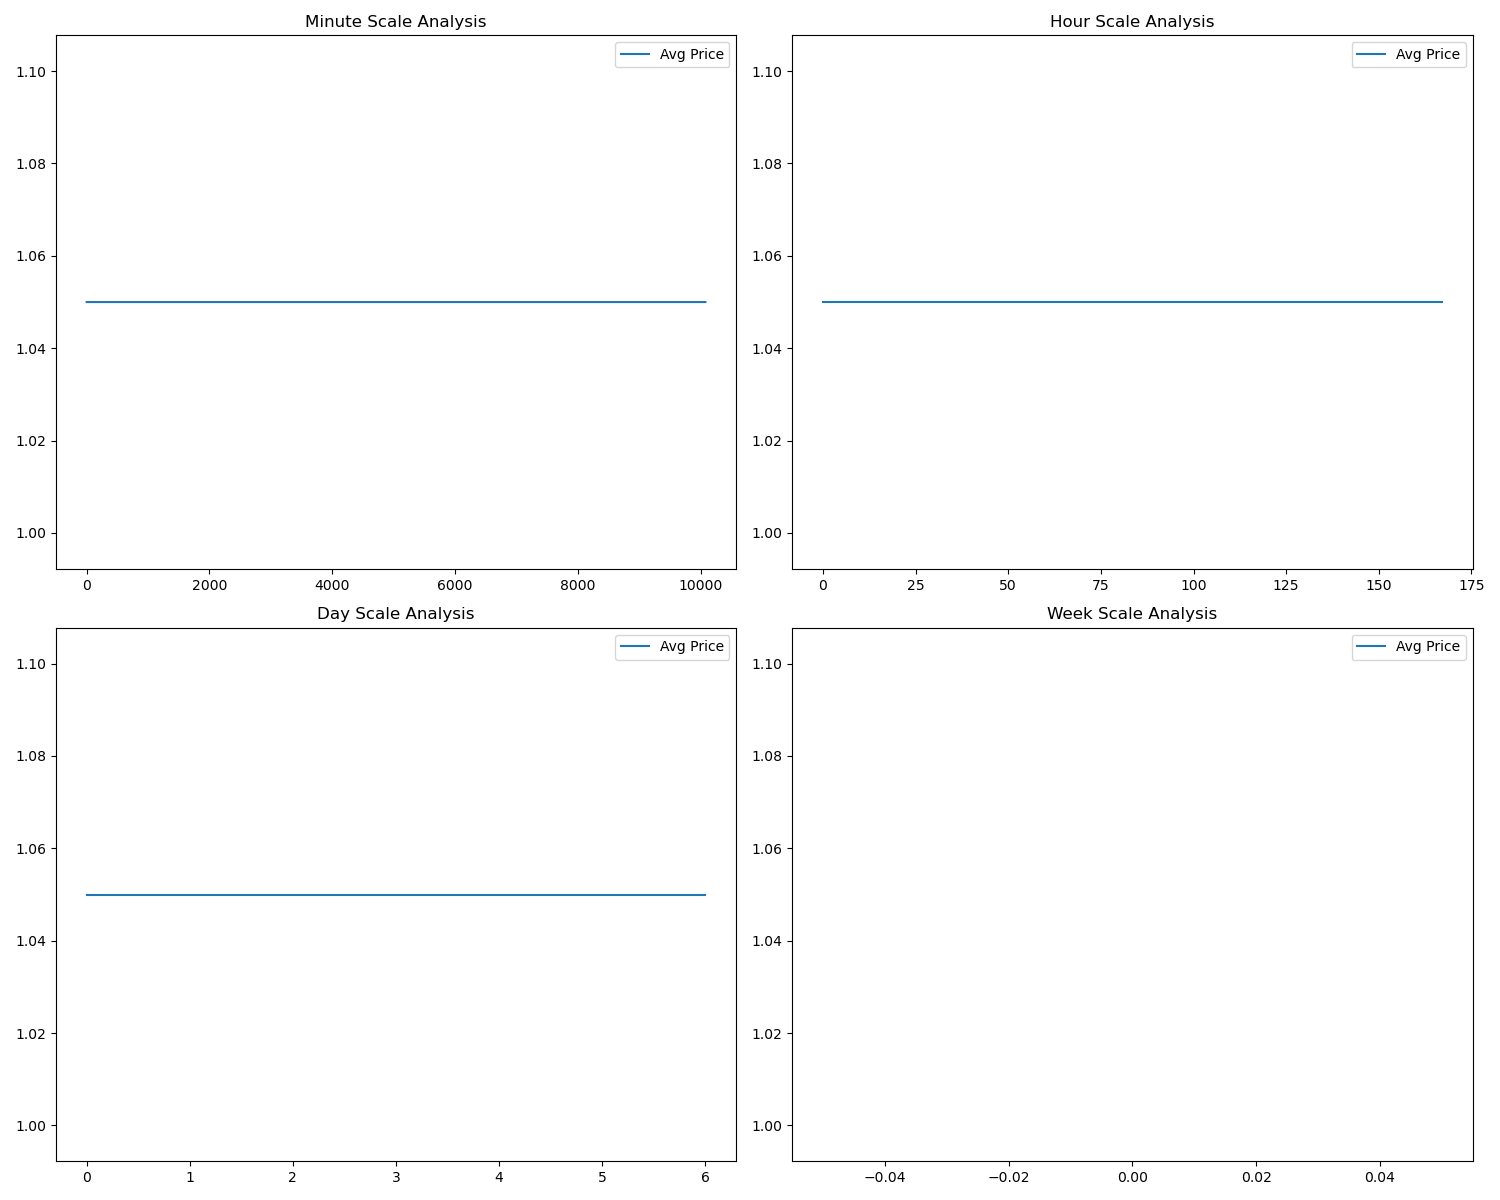 Minute Scale Analysis
Avg Price
1.10
1.08
1.06
1.04
1.02
1.00
0 2000 4000 6000 8000 10000
Hour Scale Analysis
Avg Price
1.10
1.08
1.06
1.04
1.02
1.00
0 25 50 75 100 125 150 175
Day Scale Analysis
Avg Price
1.10
1.08
1.06
1.04
1.02
1.00
0 1 2 3 4 5 6
Week Scale Analysis
Avg Price
1.10
1.08
1.06
1.04
1.02
1.00
−0.04 −0.02 0.00 0.02 0.04